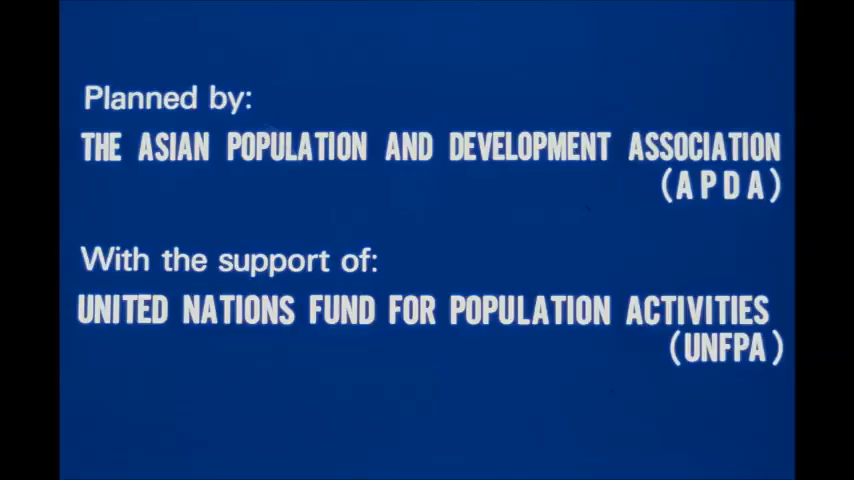 Planned by:
THE ASIAN POPULATION AND DEVELOPMENT ASSOCIATION
(APDA)
With the support of:
UNITED NATIONS FUND FOR POPULATION ACTIVITIES
(UNFPA)